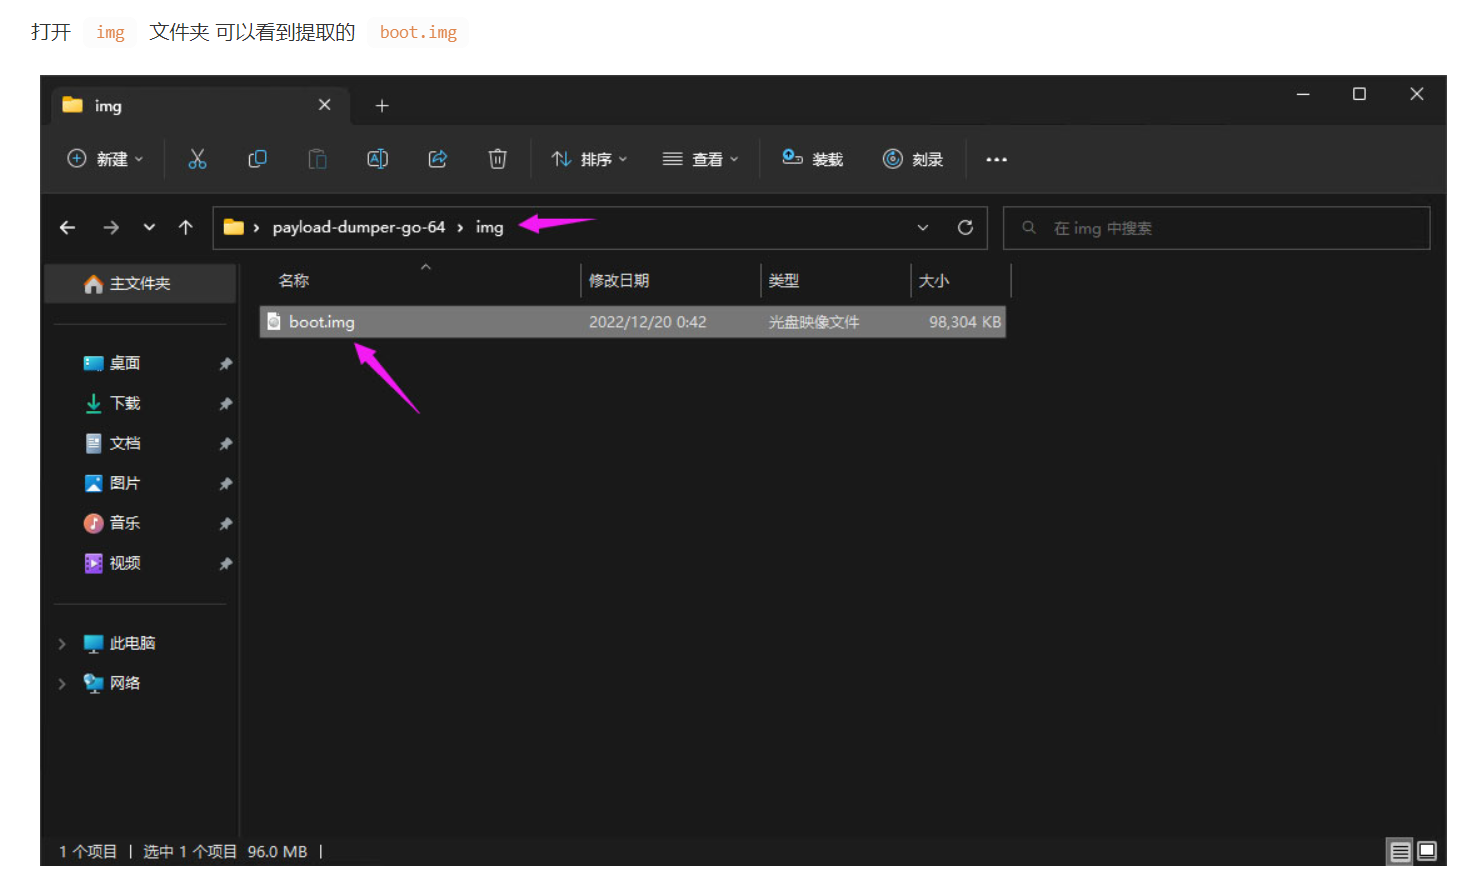 打开 img 文件夹 可以看到提取的 boot.img
img
新建 排序 查看 装载 刻录
payload-dumper-go-64 › img 在 img 中搜索
主文件夹
名称 修改日期 类型 大小
boot.img 2022/12/20 0:42 光盘映像文件 98,304 KB
桌面
下载
文档
图片
音乐
视频
此电脑
网络
1 个项目 | 选中 1 个项目 96.0 MB |